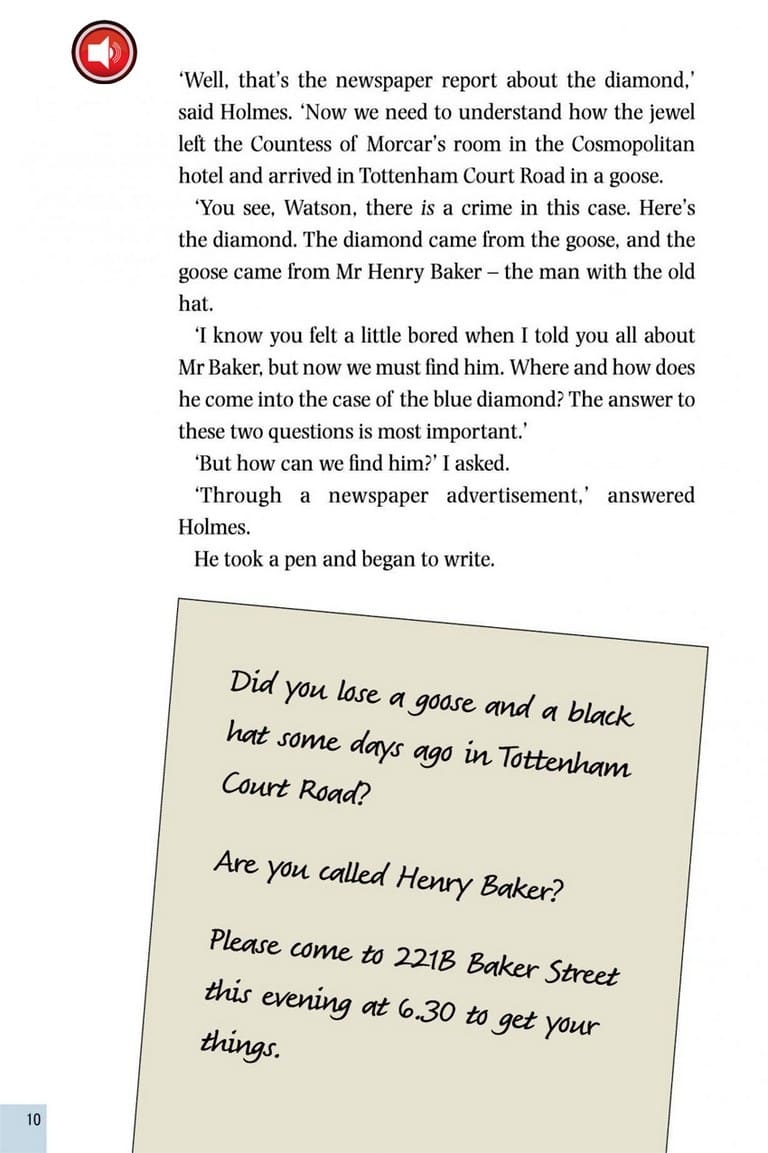 ‘Well, that’s the newspaper report about the diamond,’
said Holmes. ‘Now we need to understand how the jewel
left the Countess of Morcar’s room in the Cosmopolitan
hotel and arrived in Tottenham Court Road in a goose.
‘You see, Watson, there is a crime in this case. Here’s
the diamond. The diamond came from the goose, and the
goose came from Mr Henry Baker – the man with the old
hat.
‘I know you felt a little bored when I told you all about
Mr Baker, but now we must find him. Where and how does
he come into the case of the blue diamond? The answer to
these two questions is most important.’
‘But how can we find him?’ I asked.
‘Through a newspaper advertisement,’ answered
Holmes.
He took a pen and began to write.
Did you lose a goose and a black
hat some days ago in Tottenham
Court Road?
Are you called Henry Baker?
Please come to 221B Baker Street
this evening at 6.30 to get your
things.
10